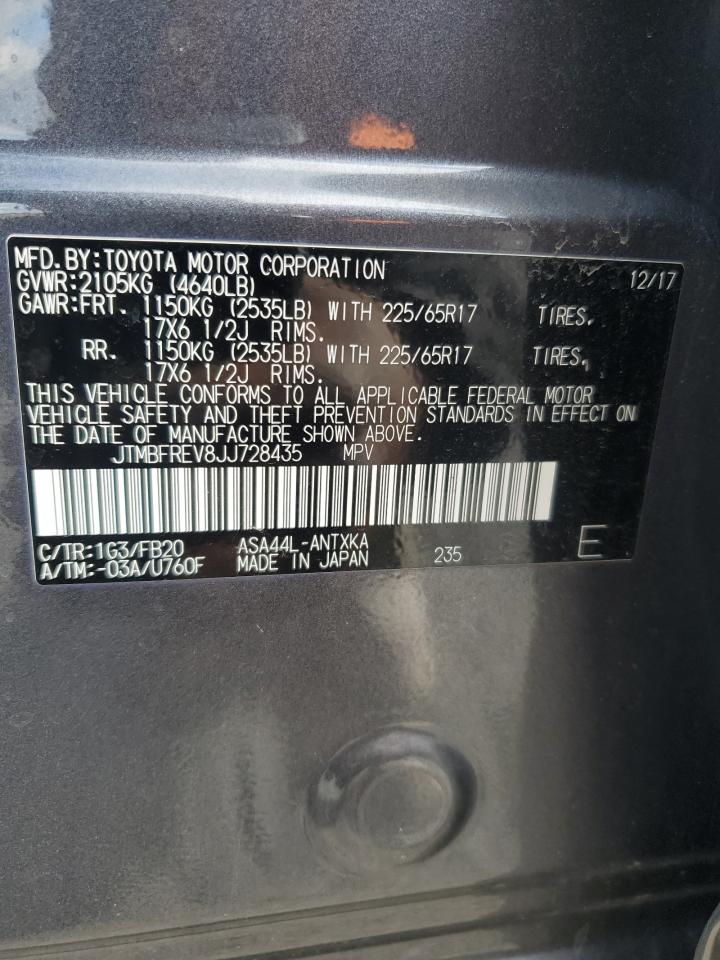 MFD.BY:TOYOTA MOTOR CORPORATION 12/17
GVWR:2105KG (4640LB)
GAWR:FRT. 1150KG (2535LB) WITH 225/65R17 TIRES,
17X6 1/2J RIMS.
RR. 1150KG (2535LB) WITH 225/65R17 TIRES,
17X6 1/2J RIMS.
THIS VEHICLE CONFORMS TO ALL APPLICABLE FEDERAL MOTOR
VEHICLE SAFETY AND THEFT PREVENTION STANDARDS IN EFFECT ON
THE DATE OF MANUFACTURE SHOWN ABOVE.
JTMBFREV8JJ728435 MPV
C/TR:1G3/FB20 ASA44L-ANTXKA
A/TM:-03A/U760F MADE IN JAPAN 235 E